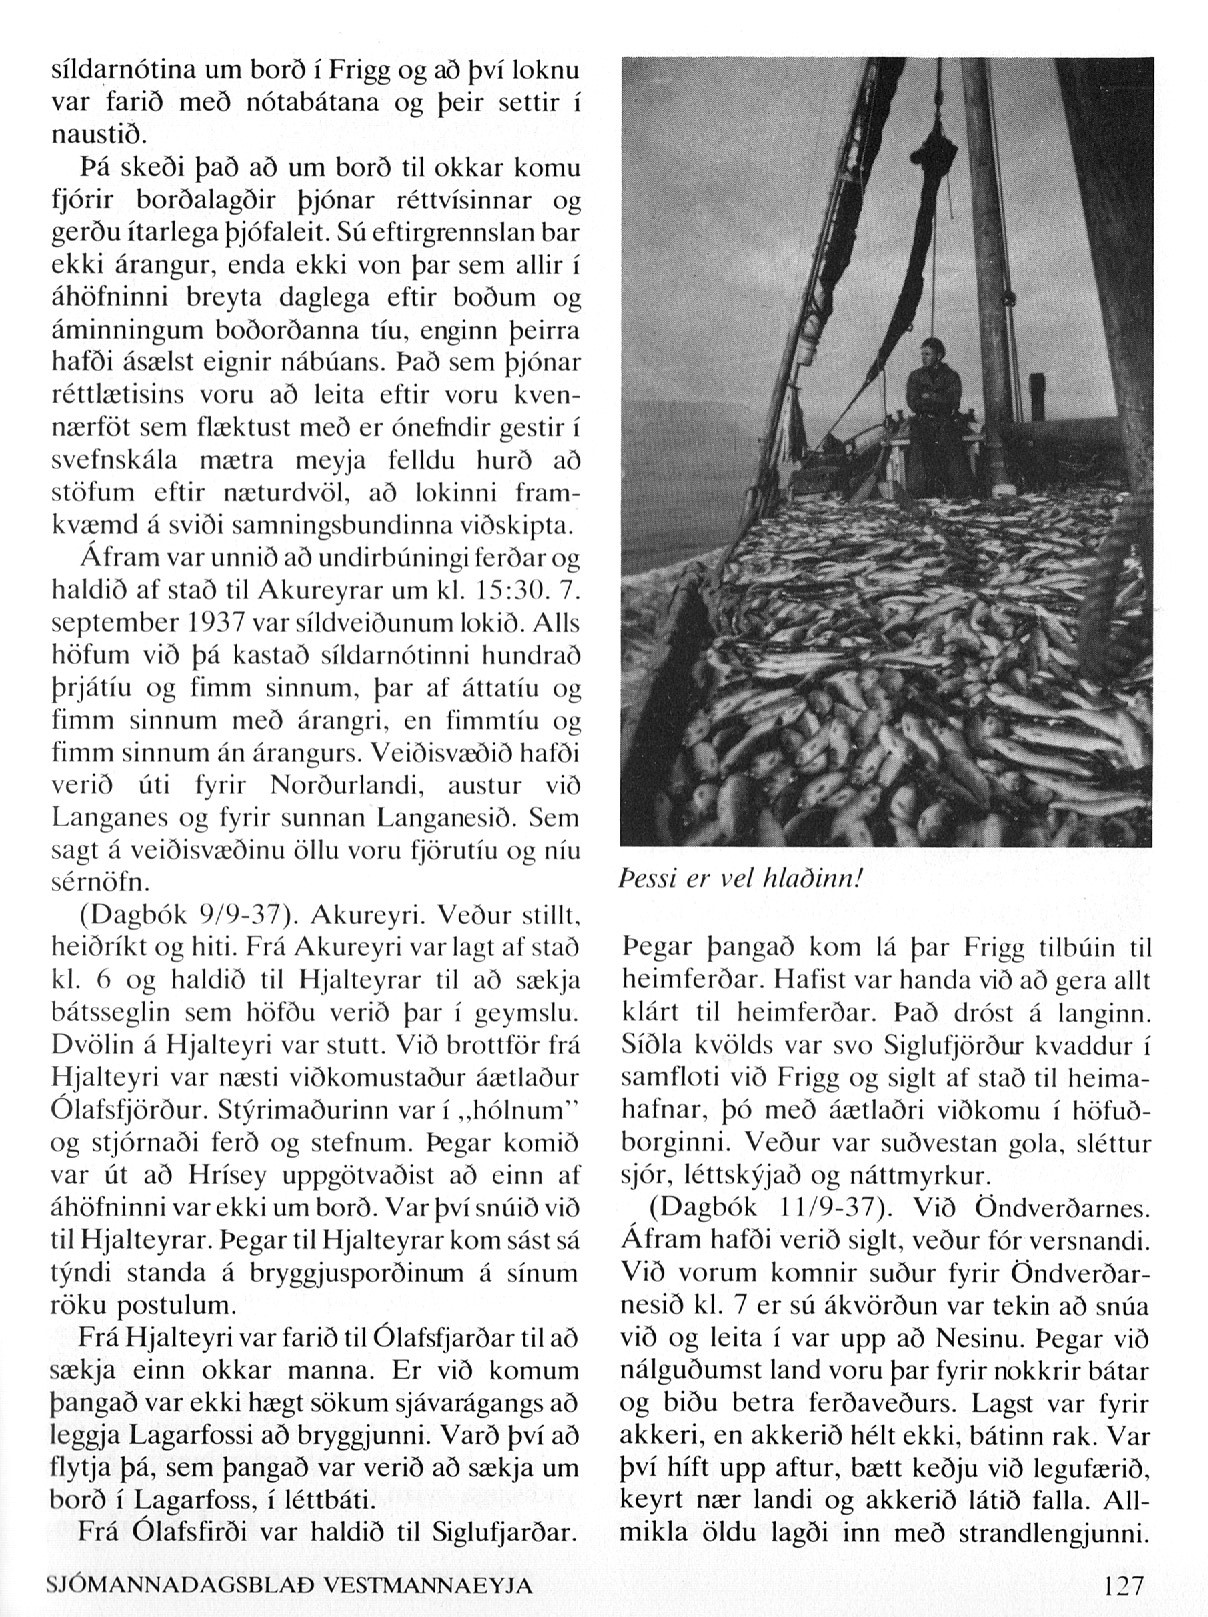 síldarnótina um borð í Frigg og að því loknu
var farið með nótabátana og þeir settir í
naustið.
Þá skeði það að um borð til okkar komu
fjórir borðalagðir þjónar réttvísinnar og
gerðu ítarlega þjófaleit. Sú eftirgrennslan bar
ekki árangur, enda ekki von þar sem allir í
áhöfninni breyta daglega eftir boðum og
áminningum boðorðanna tíu, enginn þeirra
hafði ásælst eignir nábúans. Það sem þjónar
réttlætisins voru að leita eftir voru kven-
nærföt sem flæktust með er ónefndir gestir í
svefnskála mætra meyja felldu hurð að
stöfum eftir næturdvöl, að lokinni fram-
kvæmd á sviði samningsbundinna viðskipta.
Áfram var unnið að undirbúningi ferðar og
haldið af stað til Akureyrar um kl. 15:30. 7.
september 1937 var síldveiðunum lokið. Alls
höfum við þá kastað síldarnótinni hundrað
þrjátíu og fimm sinnum, þar af áttatíu og
fimm sinnum með árangri, en fimmtíu og
fimm sinnum án árangurs. Veiðisvæðið hafði
verið úti fyrir Norðurlandi, austur við
Langanes og fyrir sunnan Langanesið. Sem
sagt á veiðisvæðinu öllu voru fjörutíu og níu
sérnöfn.
(Dagbók 9/9-37). Akureyri. Veður stillt,
heiðríkt og hiti. Frá Akureyri var lagt af stað
kl. 6 og haldið til Hjalteyrar til að sækja
bátsseglin sem höfðu verið þar í geymslu.
Dvölin á Hjalteyri var stutt. Við brottför frá
Hjalteyri var næsti viðkomustaður áætlaður
Ólafsfjörður. Stýrimaðurinn var í „hólnum”
og stjórnaði ferð og stefnum. Þegar komið
var út að Hrísey uppgötvaðist að einn af
áhöfninni var ekki um borð. Var því snúið við
til Hjalteyrar. Þegar til Hjalteyrar kom sást sá
týndi standa á bryggjusporðinum á sínum
röku postulum.
Frá Hjalteyri var farið til Ólafsfjarðar til að
sækja einn okkar manna. Er við komum
þangað var ekki hægt sökum sjávarágangs að
leggja Lagarfossi að bryggjunni. Varð því að
flytja þá, sem þangað var verið að sækja um
borð í Lagarfoss, í léttbáti.
Frá Ólafsfirði var haldið til Siglufjarðar.
Þessi er vel hlaðinn!
Þegar þangað kom lá þar Frigg tilbúin til
heimferðar. Hafist var handa við að gera allt
klárt til heimferðar. Það dróst á langinn.
Síðla kvölds var svo Siglufjörður kvaddur í
samfloti við Frigg og siglt af stað til heima-
hafnar, þó með áætlaðri viðkomu í höfuð-
borginni. Veður var suðvestan gola, sléttur
sjór, léttskýjað og náttmyrkur.
(Dagbók 11/9-37). Við Öndverðarnes.
Áfram hafði verið siglt, veður fór versnandi.
Við vorum komnir suður fyrir Öndverðar-
nesið kl. 7 er sú ákvörðun var tekin að snúa
við og leita í var upp að Nesinu. Þegar við
nálguðumst land voru þar fyrir nokkrir bátar
og biðu betra ferðaveðurs. Lagst var fyrir
akkeri, en akkerið hélt ekki, bátinn rak. Var
því híft upp aftur, bætt keðju við legufærið,
keyrt nær landi og akkerið látið falla. All-
mikla öldu lagði inn með strandlengjunni.
SJÓMANNADAGSBLAÐ VESTMANNAEYJA
127